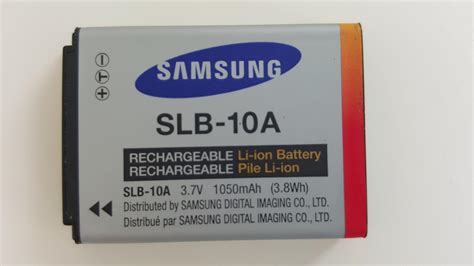 SAMSUNG
SLB-10A
RECHARGEABLE Li-ion Battery
RECHARGEABLE Pile Li-ion
SLB-10A 3.7V 1050mAh (3.8Wh)
Distributed by SAMSUNG DIGITAL IMAGING CO., LTD.
Distribué par SAMSUNG DIGITAL IMAGING CO., LTD.